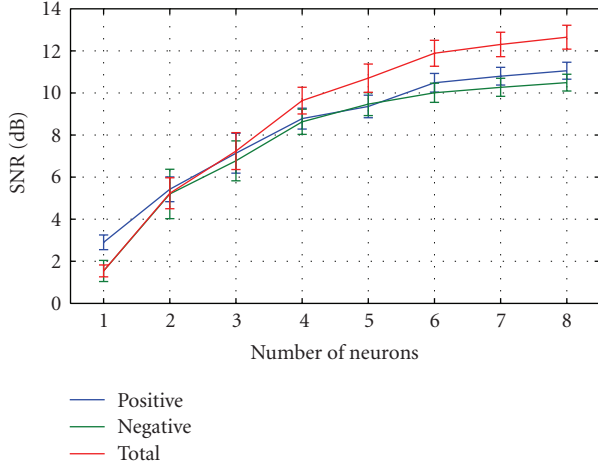 14
12
10
8
6
4
2
0
SNR (dB)
1 2 3 4 5 6 7 8
Number of neurons
Positive
Negative
Total